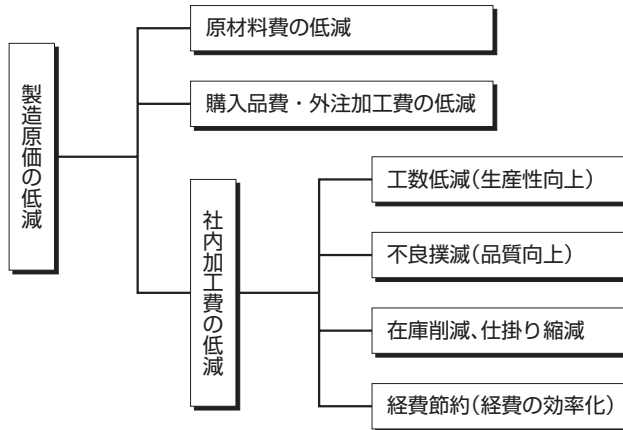 製造原価の低減
原材料費の低減
購入品費・外注加工費の低減
社内加工費の低減
工数低減(生産性向上)
不良撲滅(品質向上)
在庫削減、仕掛り縮減
経費節約(経費の効率化)